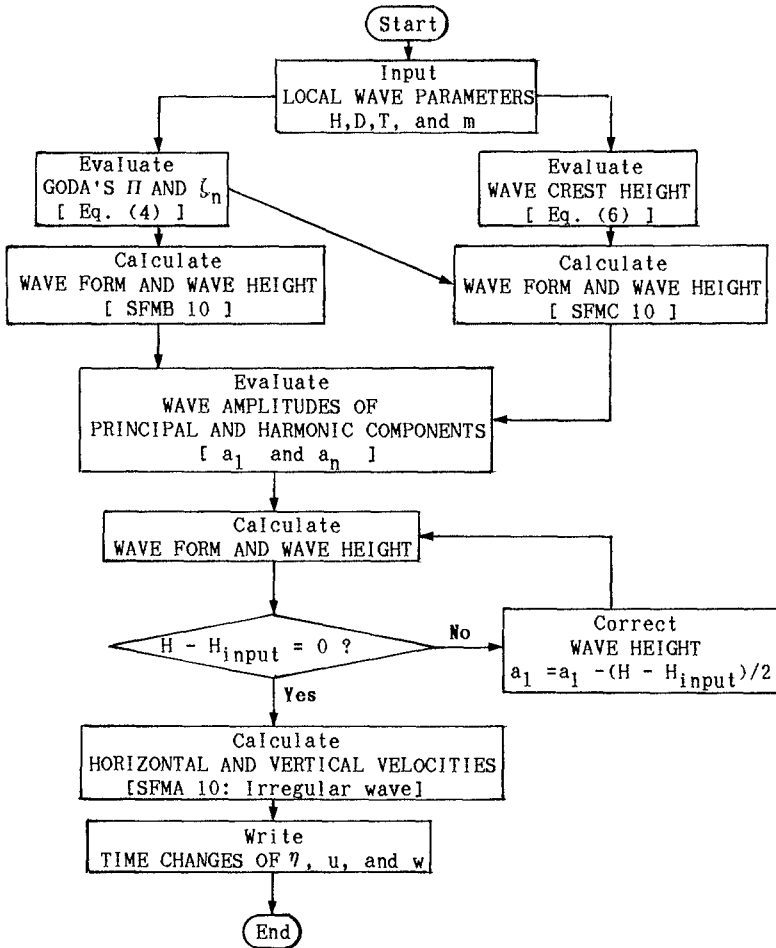 Start
Input
LOCAL WAVE PARAMETERS
H,D,T, and m
Evaluate
GODA'S Π AND ζn
[ Eq. (4) ]
Evaluate
WAVE CREST HEIGHT
[ Eq. (6) ]
Calculate
WAVE FORM AND WAVE HEIGHT
[ SFMB 10 ]
Calculate
WAVE FORM AND WAVE HEIGHT
[ SFMC 10 ]
Evaluate
WAVE AMPLITUDES OF
PRINCIPAL AND HARMONIC COMPONENTS
[ a1 and an ]
Calculate
WAVE FORM AND WAVE HEIGHT
H - Hinput = 0 ?
No
Correct
WAVE HEIGHT
a1 =a1 -(H - Hinput)/2
Yes
Calculate
HORIZONTAL AND VERTICAL VELOCITIES
[SFMA 10: Irregular wave]
Write
TIME CHANGES OF η, u, and w
End